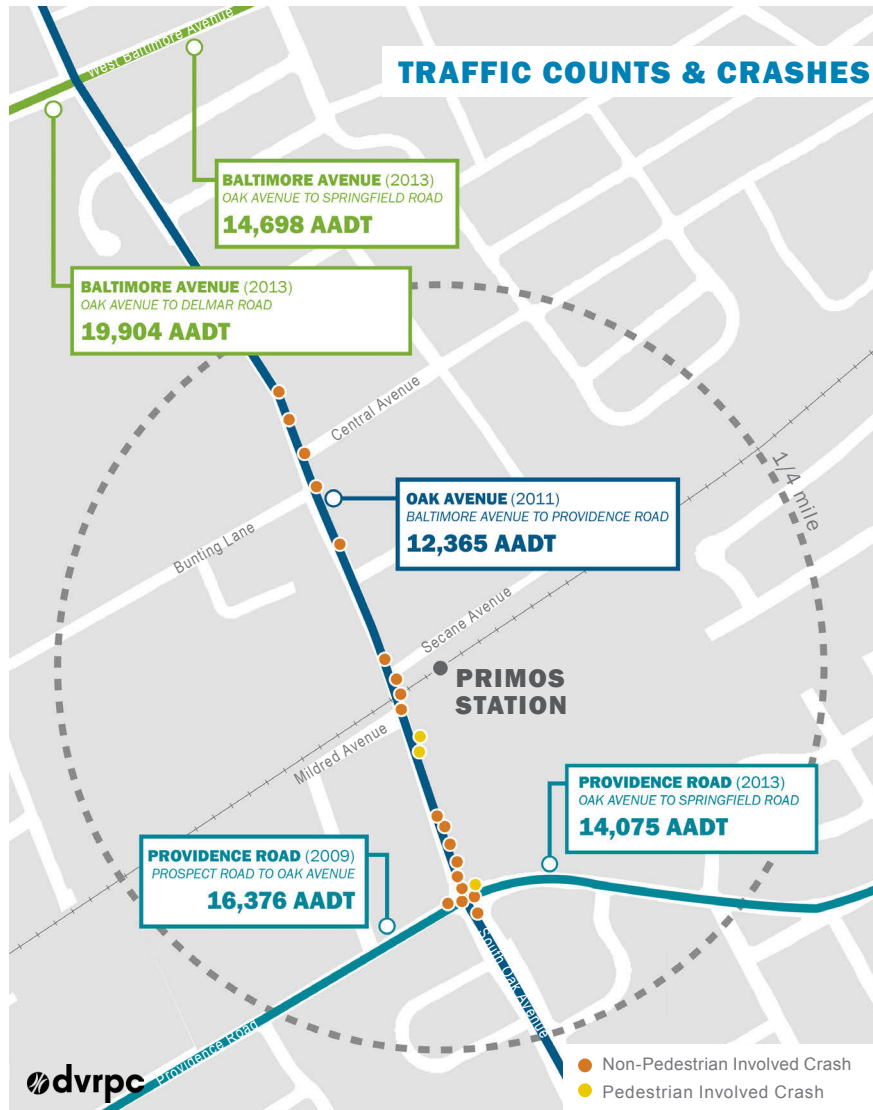 West Baltimore Avenue
TRAFFIC COUNTS & CRASHES
BALTIMORE AVENUE (2013)
OAK AVENUE TO SPRINGFIELD ROAD
14,698 AADT
BALTIMORE AVENUE (2013)
OAK AVENUE TO DELMAR ROAD
19,904 AADT
Central Avenue
1/4 mile
OAK AVENUE (2011)
BALTIMORE AVENUE TO PROVIDENCE ROAD
12,365 AADT
Bunting Lane
Secane Avenue
PRIMOS
STATION
Mildred Avenue
PROVIDENCE ROAD (2013)
OAK AVENUE TO SPRINGFIELD ROAD
14,075 AADT
PROVIDENCE ROAD (2009)
PROSPECT ROAD TO OAK AVENUE
16,376 AADT
South Oak Avenue
Providence Road
dvrpc
Non-Pedestrian Involved Crash
Pedestrian Involved Crash